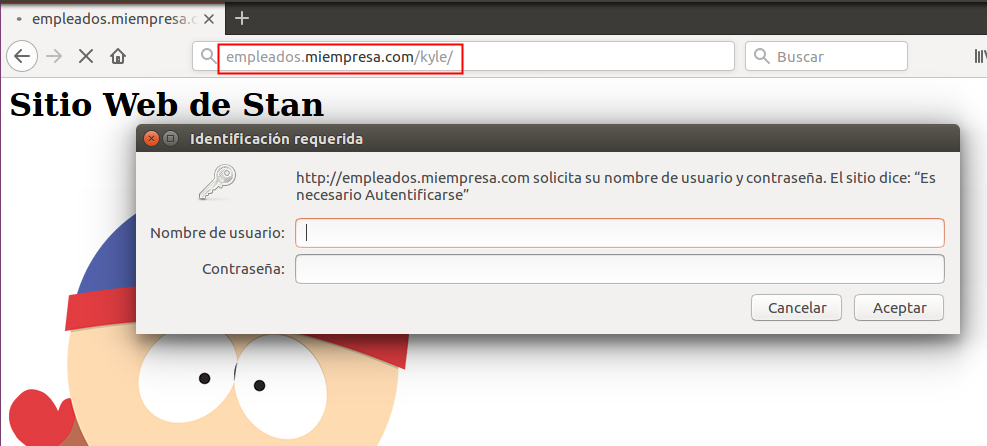 empleados.miempresa.c
empleados.miempresa.com/kyle/
Buscar
Sitio Web de Stan
Identificación requerida
http://empleados.miempresa.com solicita su nombre de usuario y contraseña. El sitio dice: “Es
necesario Autentificarse”
Nombre de usuario:
Contraseña:
Cancelar
Aceptar